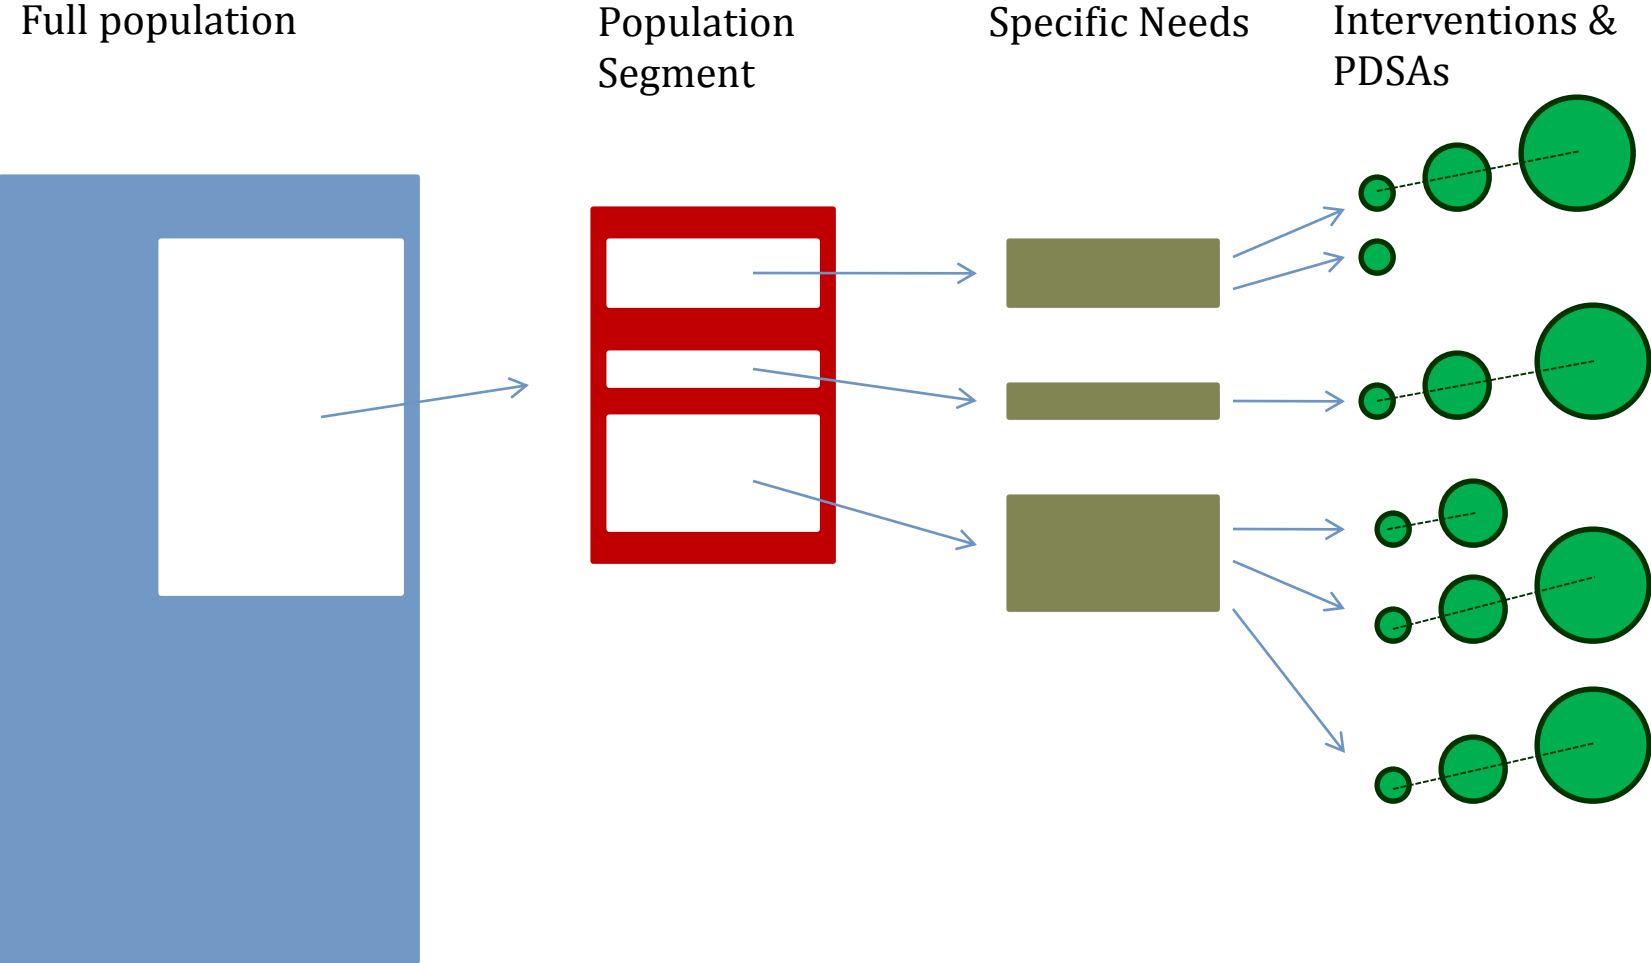 Full population
Population
Segment
Specific Needs
Interventions &
PDSAs